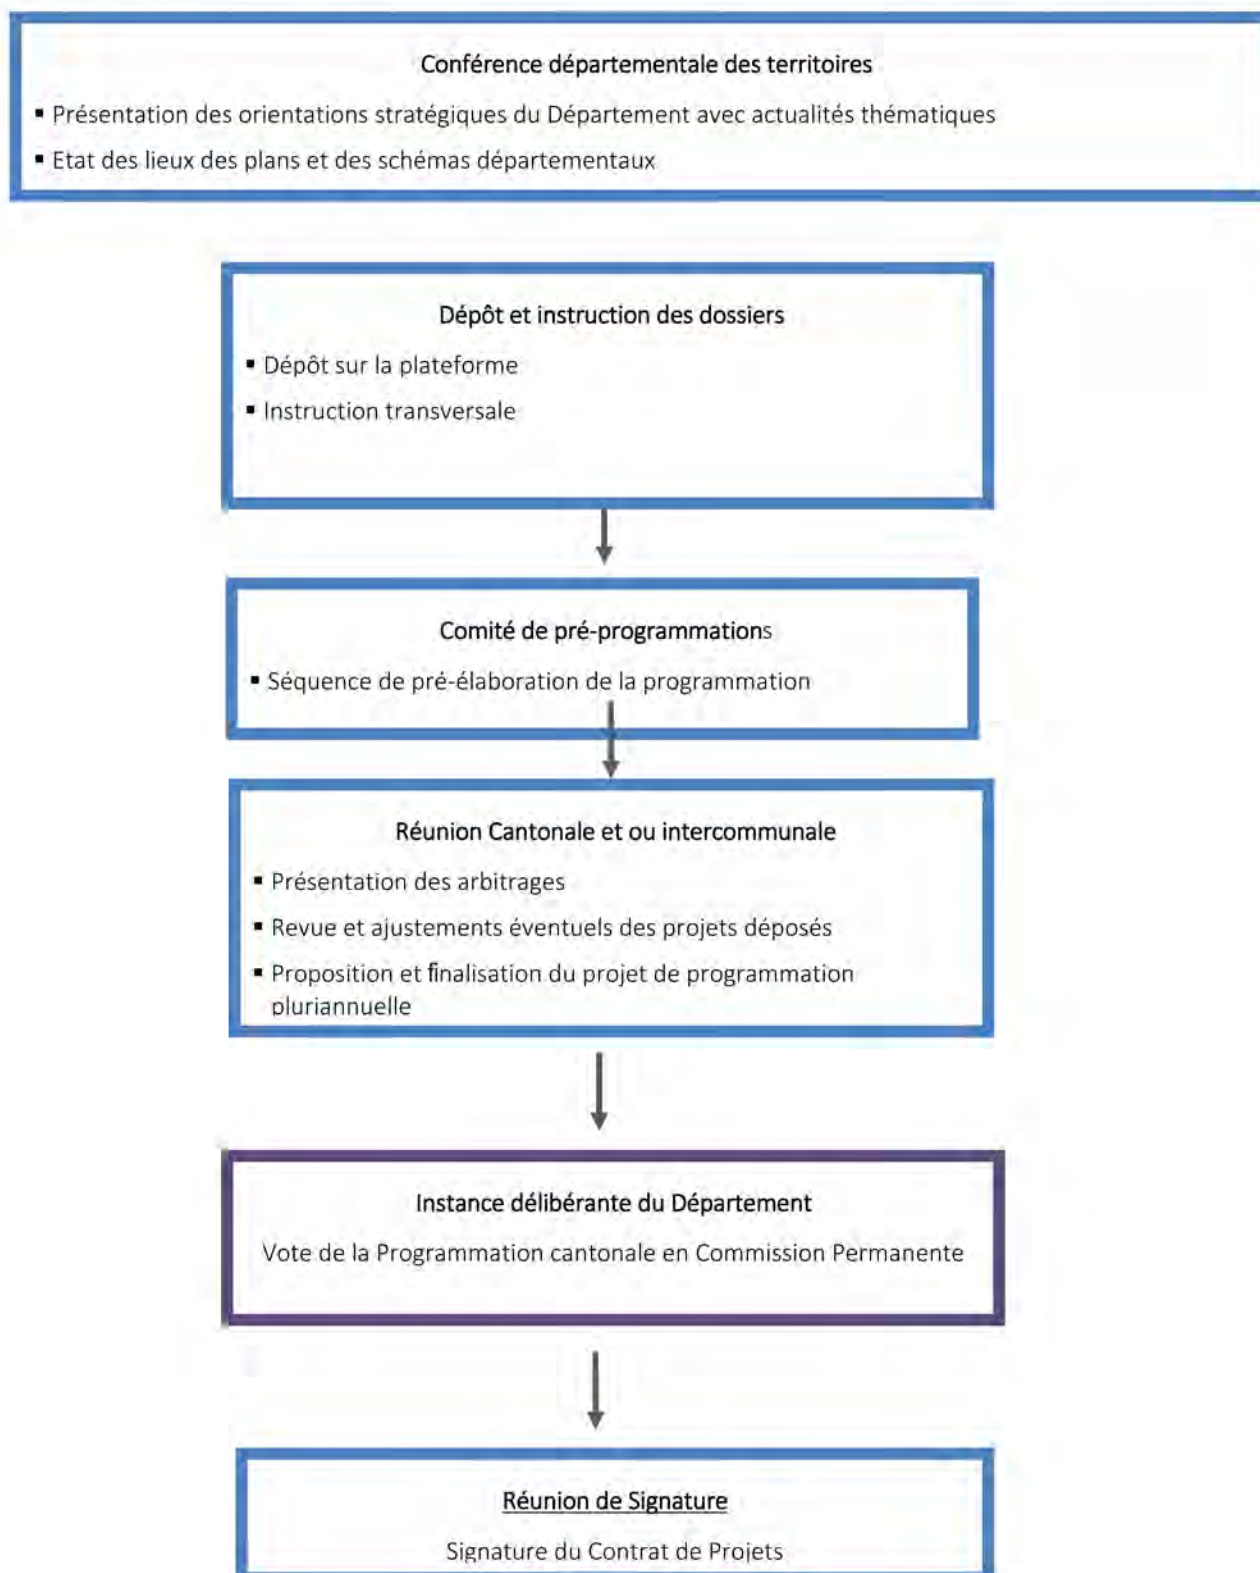 Conférence départementale des territoires
▪ Présentation des orientations stratégiques du Département avec actualités thématiques
▪ Etat des lieux des plans et des schémas départementaux
Dépôt et instruction des dossiers
▪ Dépôt sur la plateforme
▪ Instruction transversale
Comité de pré-programmations
▪ Séquence de pré-élaboration de la programmation
Réunion Cantonale et ou intercommunale
▪ Présentation des arbitrages
▪ Revue et ajustements éventuels des projets déposés
▪ Proposition et finalisation du projet de programmation
pluriannuelle
Instance délibérante du Département
Vote de la Programmation cantonale en Commission Permanente
Réunion de Signature
Signature du Contrat de Projets